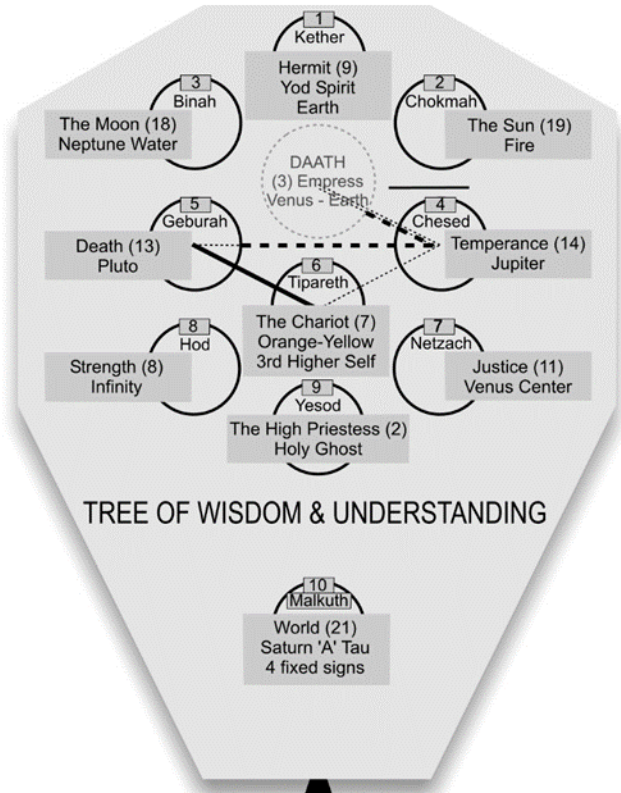 1
Kether
Hermit (9)
Yod Spirit
Earth
3
Binah
The Moon (18)
Neptune Water
2
Chokmah
The Sun (19)
Fire
DAATH
(3) Empress
Venus - Earth
5
Geburah
Death (13)
Pluto
4
Chesed
Temperance (14)
Jupiter
6
Tipareth
The Chariot (7)
Orange-Yellow
3rd Higher Self
8
Hod
Strength (8)
Infinity
7
Netzach
Justice (11)
Venus Center
9
Yesod
The High Priestess (2)
Holy Ghost
TREE OF WISDOM & UNDERSTANDING
10
Malkuth
World (21)
Saturn 'A' Tau
4 fixed signs